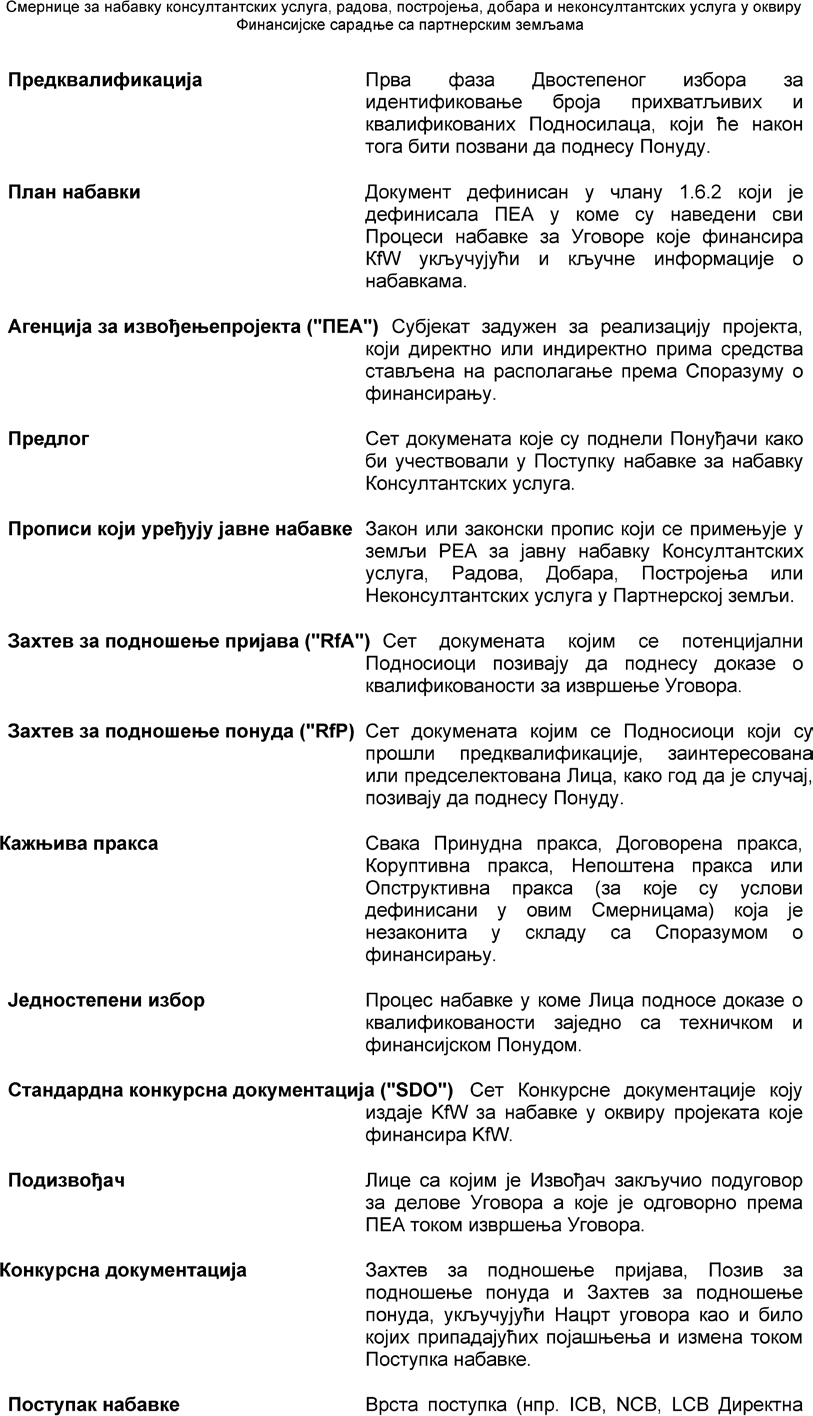 Смернице за набавку консултантских услуга, радова, постројења, добара и неконсултантских услуга у оквиру
Финансијске сарадње са партнерским земљама
Предквалификација Прва фаза Двостепеног избора за
идентификовање броја прихватљивих и
квалификованих Подносилаца, који ће након
тога бити позвани да поднесу Понуду.
План набавки Документ дефинисан у члану 1.6.2 који је
дефинисала ПЕА у коме су наведени сви
Процеси набавке за Уговоре које финансира
KfW укључујући и кључне информације о
набавкама.
Агенција за извођењепројекта ("ПЕА") Субјекат задужен за реализацију пројекта,
који директно или индиректно прима средства
стављена на располагање према Споразуму о
финансирању.
Предлог Сет докумената које су поднели Понуђачи како
би учествовали у Поступку набавке за набавку
Консултантских услуга.
Прописи који уређују јавне набавке Закон или законски пропис који се примењује у
земљи PEA за јавну набавку Консултантских
услуга, Радова, Добара, Постројења или
Неконсултантских услуга у Партнерској земљи.
Захтев за подношење пријава ("RfA") Сет докумената којим се потенцијални
Подносиоци позивају да поднесу доказе о
квалификованости за извршење Уговора.
Захтев за подношење понуда ("RfP) Сет докумената којим се Подносиоци који су
прошли предквалификације, заинтересована
или предселектована Лица, како год да је случај,
позивају да поднесу Понуду.
Кажњива пракса Свака Принудна пракса, Договорена пракса,
Коруптивна пракса, Непоштена пракса или
Опструктивна пракса (за које су услови
дефинисани у овим Смерницама) која је
незаконита у складу са Споразумом о
финансирању.
Једностепени избор Процес набавке у коме Лица подносе доказе о
квалификованости заједно са техничком и
финансијском Понудом.
Стандардна конкурсна документација ("SDO") Сет Конкурсне документације коју
издаје KfW за набавке у оквиру пројеката које
финансира KfW.
Подизвођач Лице са којим је Извођач закључио подуговор
за делове Уговора а које је одговорно према
ПЕА током извршења Уговора.
Конкурсна документација Захтев за подношење пријава, Позив за
подношење понуда и Захтев за подношење
понуда, укључујући Нацрт уговора као и било
којих припадајућих појашњења и измена током
Поступка набавке.
Поступак набавке Врста поступка (нпр. ICB, NCB, LCB Директна